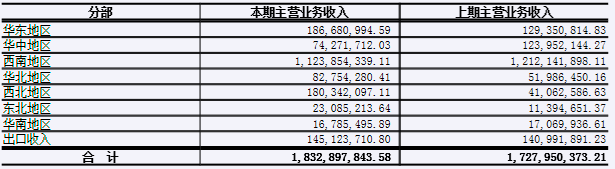 分部 本期主营业务收入 上期主营业务收入
华东地区 186,680,994.59 129,350,814.83
华中地区 74,271,712.03 123,952,144.27
西南地区 1,123,854,339.11 1,212,141,898.11
华北地区 82,754,280.41 51,986,450.16
西北地区 180,342,097.11 41,062,586.63
东北地区 23,085,213.64 11,394,651.37
华南地区 16,785,495.89 17,069,936.61
出口收入 145,123,710.80 140,991,891.23
合 计 1,832,897,843.58 1,727,950,373.21